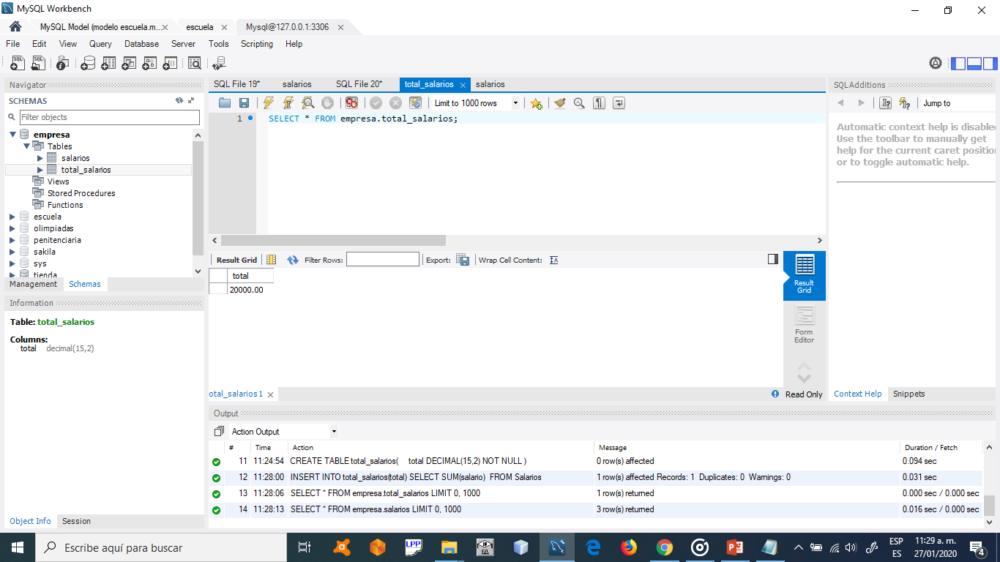 MySQL Workbench
MySQL Model (modelo escuela.m... escuela Mysql@127.0.0.1:3306
File Edit View Query Database Server Tools Scripting Help
Navigator
SCHEMAS
Filter objects
empresa
Tables
salarios
total_salarios
Views
Stored Procedures
Functions
escuela
olimpiadas
penitenciaria
sakila
sys
tienda
Management Schemas
Information
Table: total_salarios
Columns:
total decimal(15,2)
Object Info Session
SQL File 19* salarios SQL File 20* total_salarios salarios
Limit to 1000 rows
1 SELECT * FROM empresa.total_salarios;
Result Grid Filter Rows: Export: Wrap Cell Content:
total
20000.00
Result
Grid
Form
Editor
otal_salarios 1 Read Only
SQLAdditions
Jump to
Automatic context help is disabled
Use the toolbar to manually get
help for the current caret position
or to toggle automatic help.
Context Help Snippets
Output
Action Output
# Time Action Message Duration / Fetch
11 11:24:54 CREATE TABLE total_salarios( total DECIMAL(15,2) NOT NULL ) 0 row(s) affected 0.094 sec
12 11:28:00 INSERT INTO total_salarios(total) SELECT SUM(salario) FROM Salarios 1 row(s) affected Records: 1 Duplicates: 0 Warnings: 0 0.031 sec
13 11:28:06 SELECT * FROM empresa.total_salarios LIMIT 0, 1000 1 row(s) returned 0.000 sec / 0.000 sec
14 11:28:13 SELECT * FROM empresa.salarios LIMIT 0, 1000 3 row(s) returned 0.016 sec / 0.000 sec
Escribe aquí para buscar
LPP
ESP
ES
11:29 a. m.
27/01/2020
4